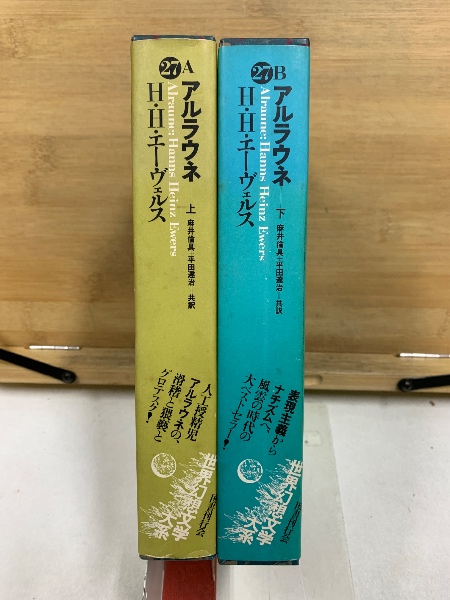 27A
アルラウネ
Alraune: Hanns Heinz Ewers
H・H・エーヴェルス
上
麻井倫具+平田達治 共訳
人工授精児
アルラウネの、
滑稽と猥褻と
グロテスク!
世界幻想文学大系
国書刊行会
27B
アルラウネ
Alraune: Hanns Heinz Ewers
H・H・エーヴェルス
下
麻井倫具+平田達治=共訳
表現主義から
ナチズムへ、
風雲の時代の
大ベストセラー!
世界幻想文学大系
国書刊行会